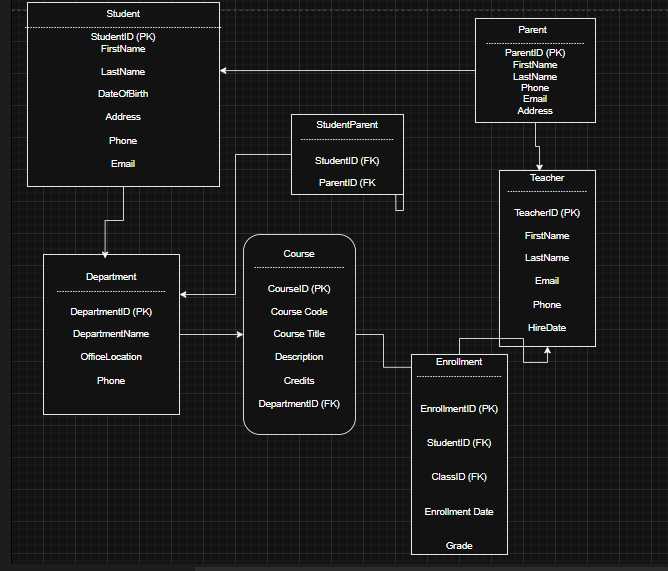 Student
StudentID (PK)
FirstName
LastName
DateOfBirth
Address
Phone
Email
Parent
ParentID (PK)
FirstName
LastName
Phone
Email
Address
StudentParent
StudentID (FK)
ParentID (FK
Teacher
TeacherID (PK)
FirstName
LastName
Email
Phone
HireDate
Department
DepartmentID (PK)
DepartmentName
OfficeLocation
Phone
Course
CourseID (PK)
Course Code
Course Title
Description
Credits
DepartmentID (FK)
Enrollment
EnrollmentID (PK)
StudentID (FK)
ClassID (FK)
Enrollment Date
Grade